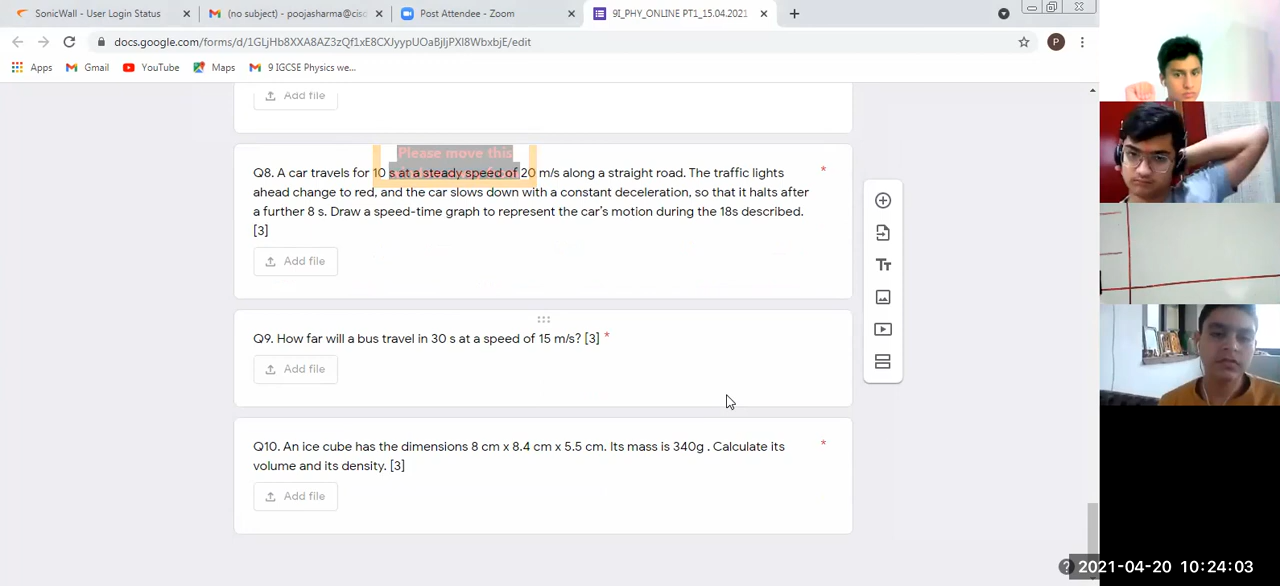 SonicWall - User Login Status
(no subject) - poojasharma@cisc
Post Attendee - Zoom
9I_PHY_ONLINE PT1_15.04.2021
docs.google.com/forms/d/1GLjHb8XXA8AZ3zQf1xE8CXJyypUOaBjIjPXI8WbxbjE/edit
P
Apps
Gmail
YouTube
Maps
9 IGCSE Physics we...
Add file
Please move this
Q8. A car travels for 10 s at a steady speed of 20 m/s along a straight road. The traffic lights *
ahead change to red, and the car slows down with a constant deceleration, so that it halts after
a further 8 s. Draw a speed-time graph to represent the car's motion during the 18s described.
[3]
Add file
Tt
Q9. How far will a bus travel in 30 s at a speed of 15 m/s? [3] *
Add file
Q10. An ice cube has the dimensions 8 cm x 8.4 cm x 5.5 cm. Its mass is 340g . Calculate its *
volume and its density. [3]
Add file
? 2021-04-20 10:24:03